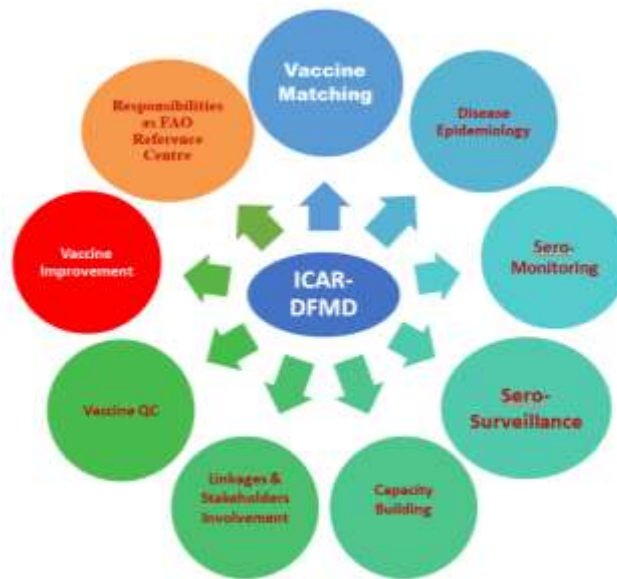 Vaccine
Matching
Disease
Epidemiology
Sero-
Monitoring
Sero-
Surveillance
Capacity
Building
Linkages &
Stakeholders
Involvement
Vaccine QC
Vaccine
Improvement
Responsibilities
as FAO
Reference
Centre
ICAR-
DFMD